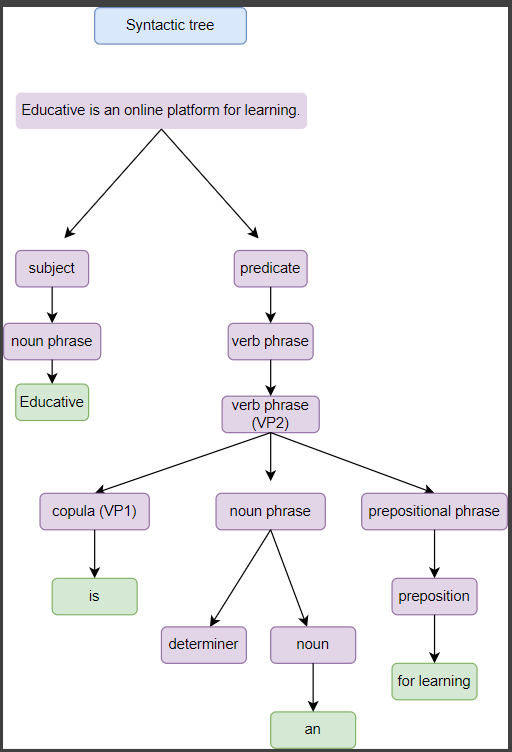 Syntactic tree
Educative is an online platform for learning.
subject
predicate
noun phrase
verb phrase
Educative
verb phrase
(VP2)
copula (VP1)
noun phrase
prepositional phrase
is
preposition
determiner
noun
for learning
an